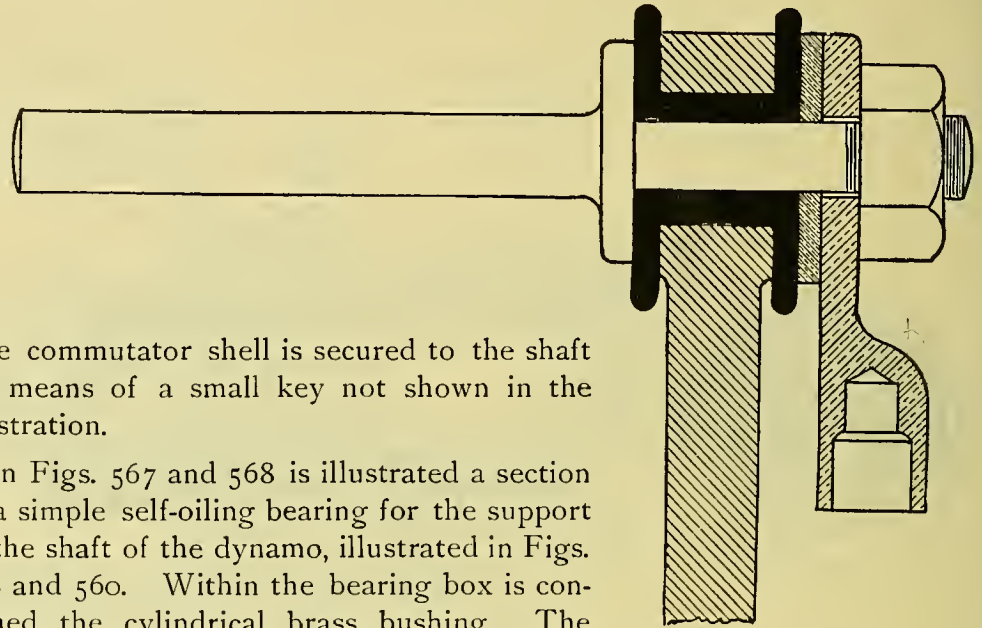 e commutator shell is secured to the shaft
means of a small key not shown in the
stration.
n Figs. 567 and 568 is illustrated a section
a simple self-oiling bearing for the support
the shaft of the dynamo, illustrated in Figs.
and 560. Within the bearing box is con-
ned the cylindrical brass bushing. The